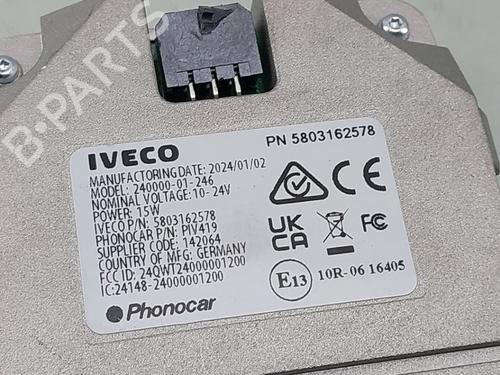 B-PARTS
IVECO
PN 5803162578
MANUFACTORING DATE: 2024/01/02
MODEL: 240000-01-246
NOMINAL VOLTAGE: 10-24V
POWER: 15W
IVECO P/N: 5803162578
PHONOCAR P/N: PIV419
SUPPLIER CODE: 142064
COUNTRY OF MFG: GERMANY
FCC ID: 24QWT24000001200
IC:24148-24000001200
UK
CA
FC
E13
10R-06 16405
Phonocar